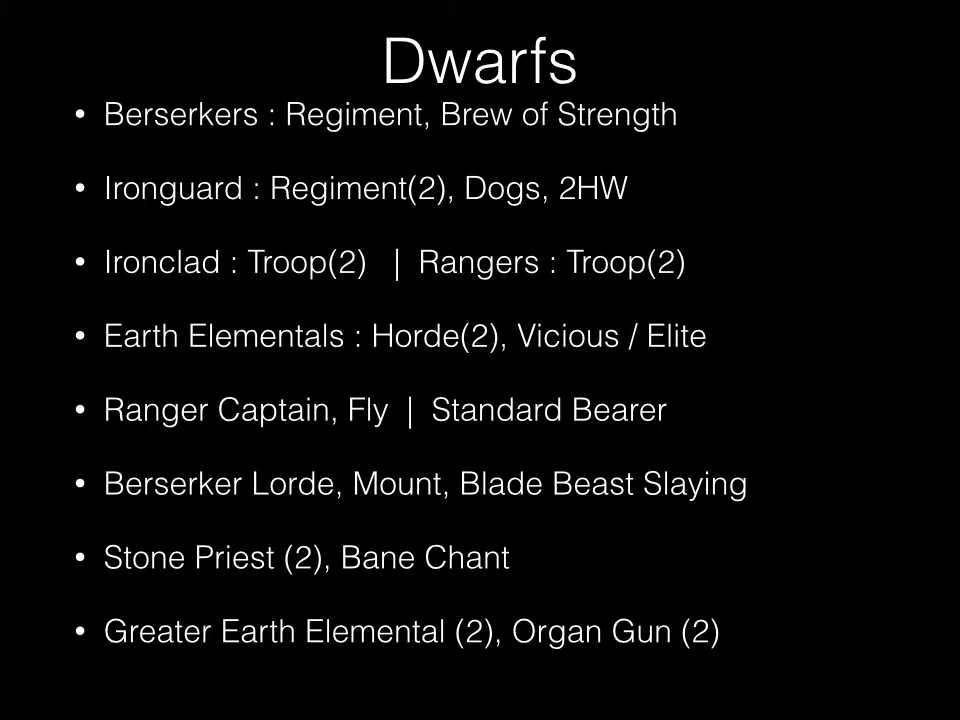 Dwarfs
• Berserkers : Regiment, Brew of Strength
• Ironguard : Regiment(2), Dogs, 2HW
• Ironclad : Troop(2) | Rangers : Troop(2)
• Earth Elementals : Horde(2), Vicious / Elite
• Ranger Captain, Fly | Standard Bearer
• Berserker Lorde, Mount, Blade Beast Slaying
• Stone Priest (2), Bane Chant
• Greater Earth Elemental (2), Organ Gun (2)